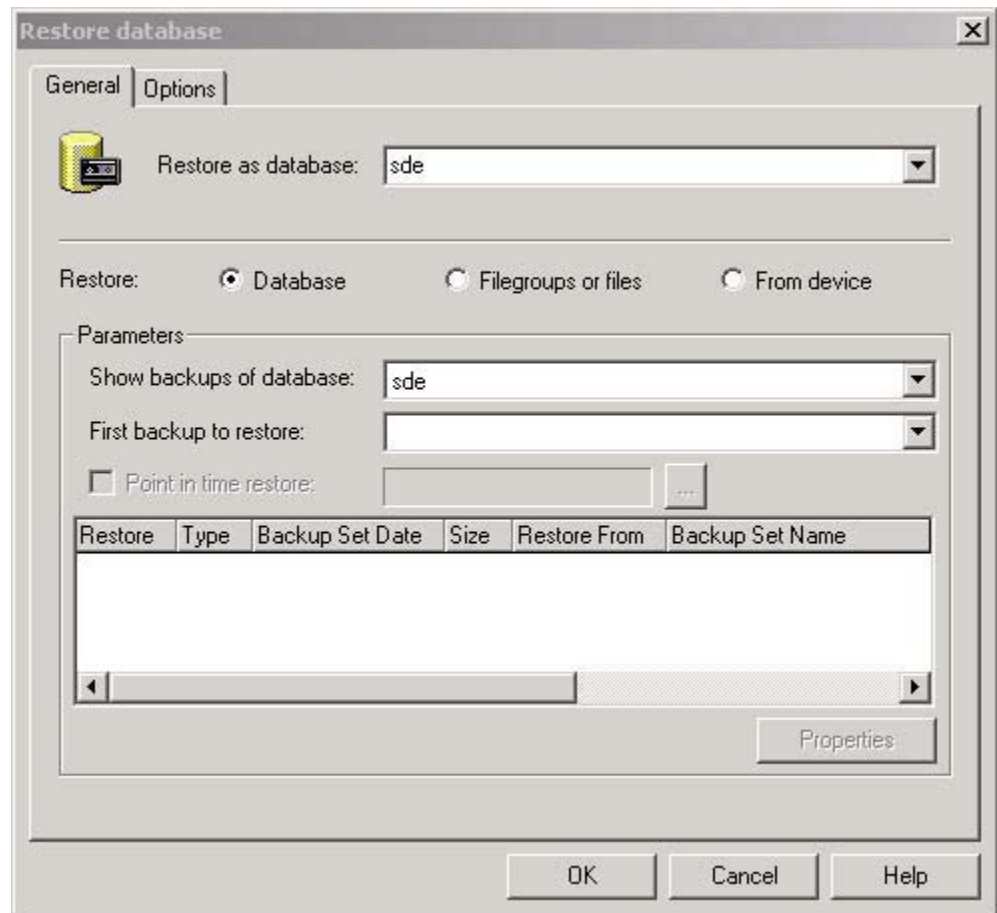 Restore database
General Options
Restore as database: sde
Restore: Database Filegroups or files From device
Parameters
Show backups of database: sde
First backup to restore:
Point in time restore: ...
Restore Type Backup Set Date Size Restore From Backup Set Name
Properties
OK Cancel Help